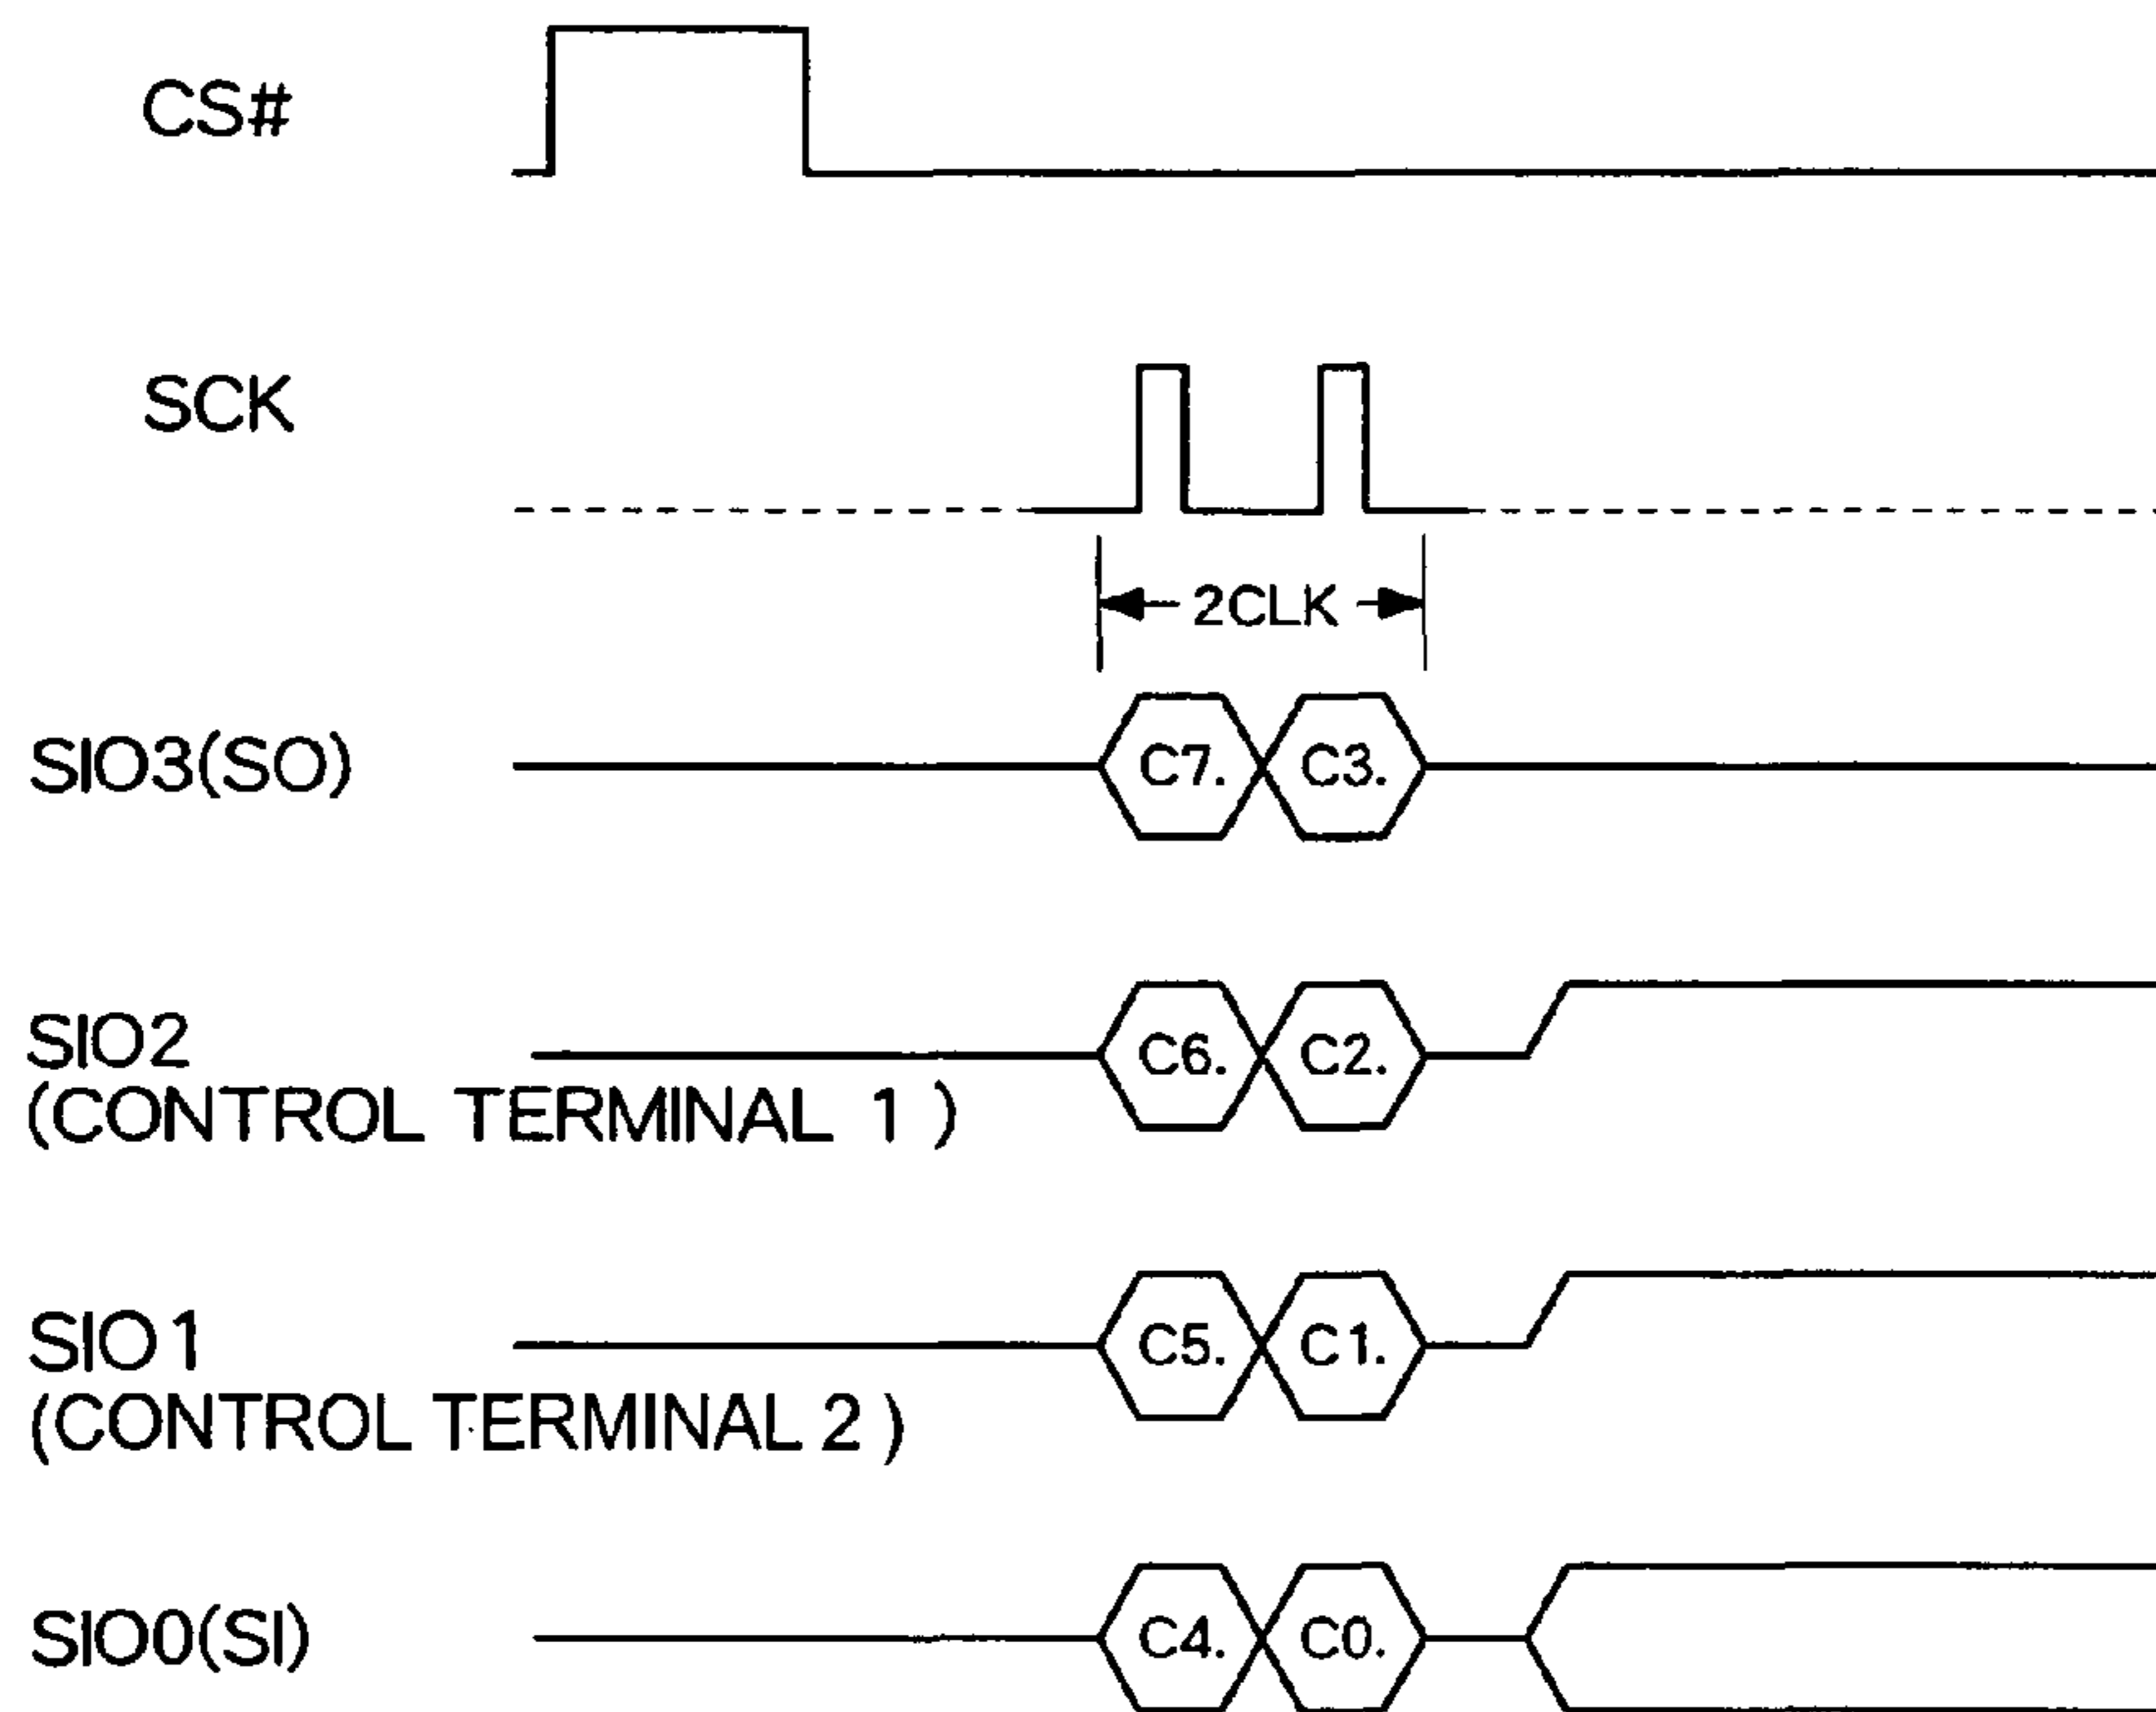 CS#
SCK
2CLK
SIO3(SO)
C7. C3.
SIO2
(CONTROL TERMINAL 1 )
C6. C2.
SIO1
(CONTROL TERMINAL 2 )
C5. C1.
SIO0(SI)
C4. C0.